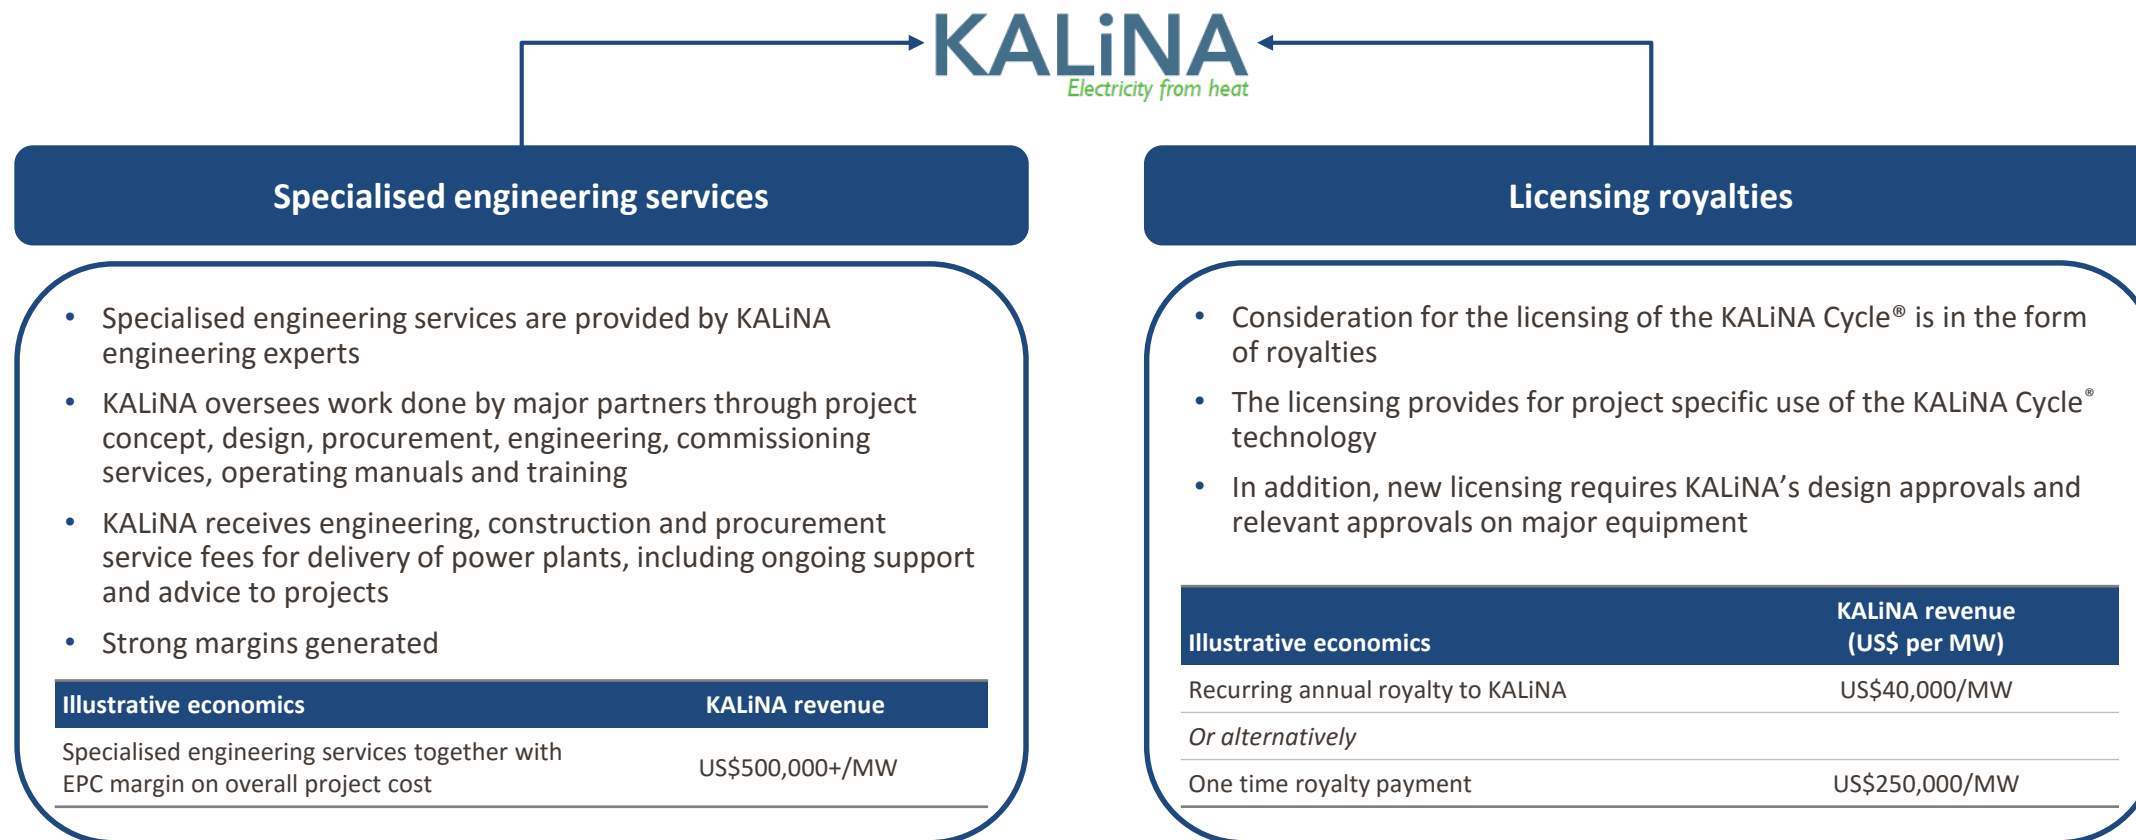 KALiNA
Electricity from heat
Specialised engineering services
• Specialised engineering services are provided by KALiNA
engineering experts
• KALiNA oversees work done by major partners through project
concept, design, procurement, engineering, commissioning
services, operating manuals and training
• KALiNA receives engineering, construction and procurement
service fees for delivery of power plants, including ongoing support
and advice to projects
• Strong margins generated
Illustrative economics KALiNA revenue
Specialised engineering services together with
EPC margin on overall project cost US$500,000+/MW
Licensing royalties
• Consideration for the licensing of the KALiNA Cycle® is in the form
of royalties
• The licensing provides for project specific use of the KALiNA Cycle®
technology
• In addition, new licensing requires KALiNA’s design approvals and
relevant approvals on major equipment
Illustrative economics KALiNA revenue
(US$ per MW)
Recurring annual royalty to KALiNA US$40,000/MW
Or alternatively
One time royalty payment US$250,000/MW